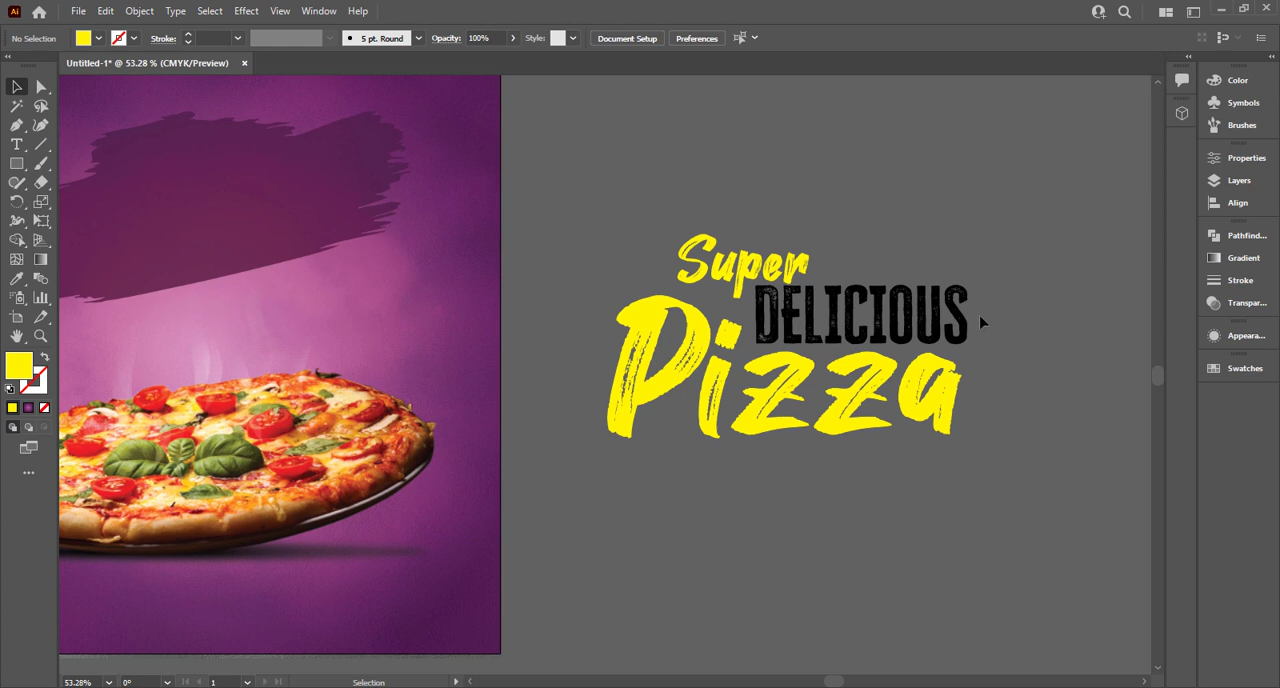 Ai File Edit Object Type Select Effect View Window Help
No Selection Stroke: 5 pt. Round Opacity: 100% Style: Document Setup Preferences
Untitled-1* @ 53.28 % (CMYK/Preview) ×
Color
Symbols
Brushes
Properties
Layers
Align
Pathfind...
Gradient
Stroke
Transpar...
Appeara...
Swatches
Super
DELICIOUS
Pizza
53.28% 0° 1 Selection